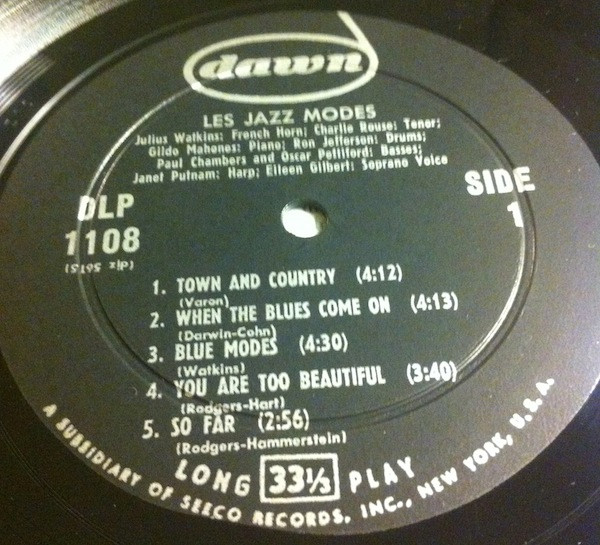 dawn
LES JAZZ MODES
Julius Watkins: French Horn; Charlie Rouse: Tenor;
Gildo Mahones: Piano; Ron Jefferson: Drums;
Paul Chambers and Oscar Pettiford: Basses;
Janet Putnam: Harp; Eileen Gilbert: Soprano Voice
DLP
1108
SIDE
1
1. TOWN AND COUNTRY (4:12)
(Varon)
2. WHEN THE BLUES COME ON (4:13)
(Darwin-Cohn)
3. BLUE MODES (4:30)
(Watkins)
4. YOU ARE TOO BEAUTIFUL (3:40)
(Rodgers-Hart)
5. SO FAR (2:56)
(Rodgers-Hammerstein)
LONG 33⅓ PLAY
A SUBSIDIARY OF SEECO RECORDS, INC., NEW YORK, U.S.A.